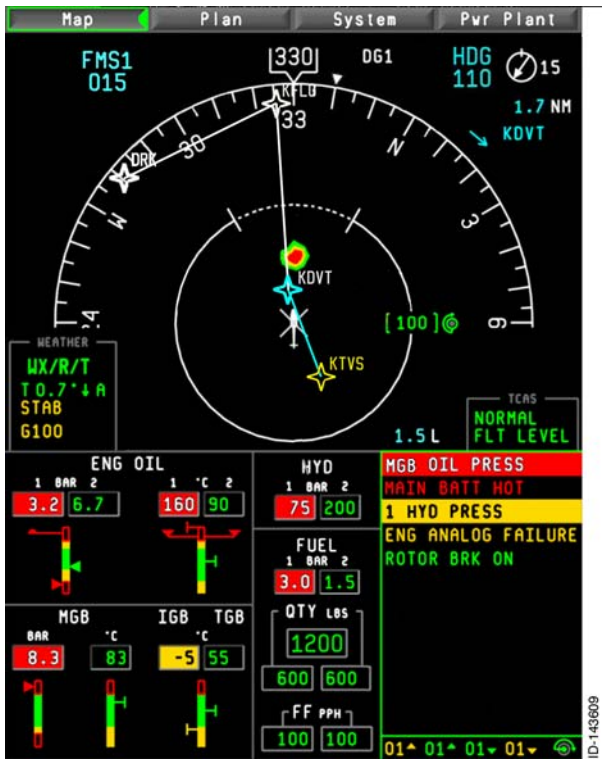 Map Plan System Pwr Plant
FMS1
015
330
DG1
HDG
110
15
1.7 NM
KDVT
KFLG
33
30
DRK
N
W
3
24
6
KDVT
KTVS
[100]
WEATHER
WX/R/T
T0.7°↓A
STAB
G100
1.5 L
TCAS
NORMAL
FLT LEVEL
ENG OIL
1 BAR 2 1 °C 2
3.2 6.7 160 90
HYD
1 BAR 2
75 200
FUEL
1 BAR 2
3.0 1.5
QTY LBS
1200
600 600
FF PPH
100 100
MGB IGB TGB
BAR °C °C
8.3 83 -5 55
MGB OIL PRESS
MAIN BATT HOT
1 HYD PRESS
ENG ANALOG FAILURE
ROTOR BRK ON
01 01 01 01
ID-143609